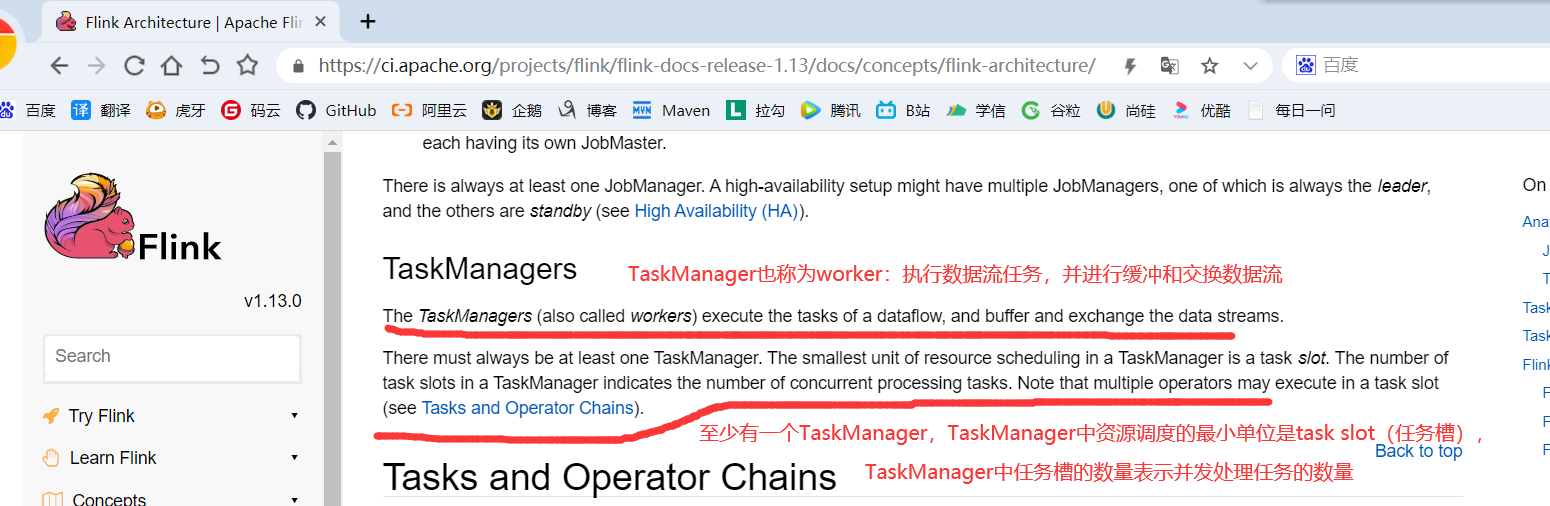 Flink Architecture | Apache Flin
https://ci.apache.org/projects/flink/flink-docs-release-1.13/docs/concepts/flink-architecture/
百度
百度 翻译 虎牙 码云 GitHub 阿里云 企鹅 博客 Maven 拉勾 腾讯 B站 学信 谷粒 尚硅 优酷 每日一问
each having its own JobMaster.
There is always at least one JobManager. A high-availability setup might have multiple JobManagers, one of which is always the leader,
and the others are standby (see High Availability (HA)).
TaskManagers
TaskManager也称为worker：执行数据流任务，并进行缓冲和交换数据流
The TaskManagers (also called workers) execute the tasks of a dataflow, and buffer and exchange the data streams.
There must always be at least one TaskManager. The smallest unit of resource scheduling in a TaskManager is a task slot. The number of
task slots in a TaskManager indicates the number of concurrent processing tasks. Note that multiple operators may execute in a task slot
(see Tasks and Operator Chains).
至少有一个TaskManager，TaskManager中资源调度的最小单位是task slot（任务槽），
Back to top
Tasks and Operator Chains
TaskManager中任务槽的数量表示并发处理任务的数量
Flink
v1.13.0
Search
Try Flink
Learn Flink
Concepts
On
Ana
J
T
Task
Task
Flink
F
F
F